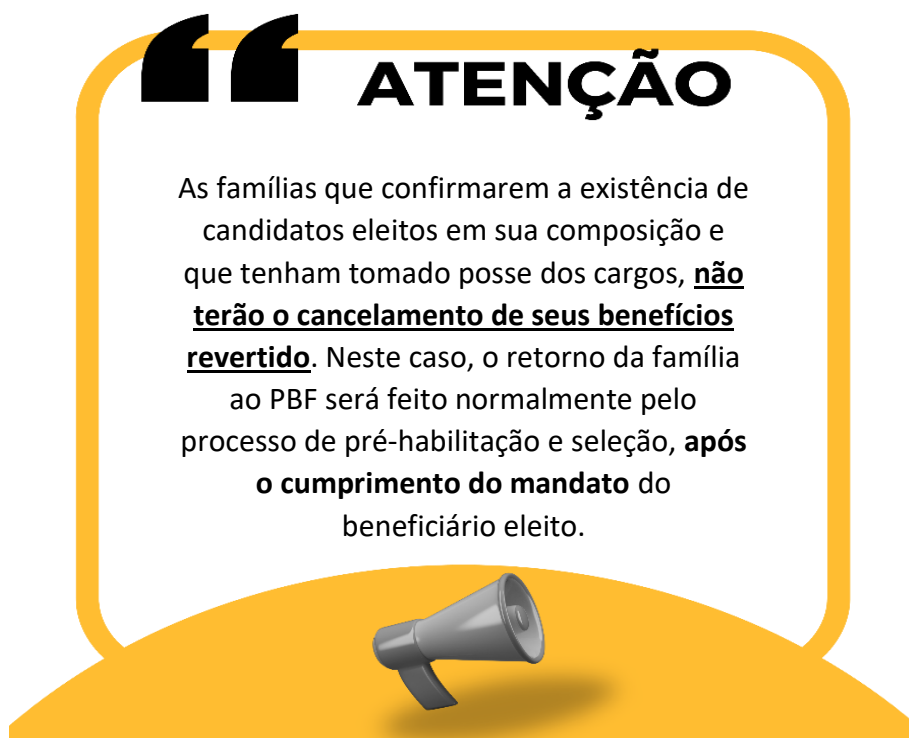 ATENÇÃO
As famílias que confirmarem a existência de
candidatos eleitos em sua composição e
que tenham tomado posse dos cargos, não
terão o cancelamento de seus benefícios
revertido. Neste caso, o retorno da família
ao PBF será feito normalmente pelo
processo de pré-habilitação e seleção, após
o cumprimento do mandato do
beneficiário eleito.